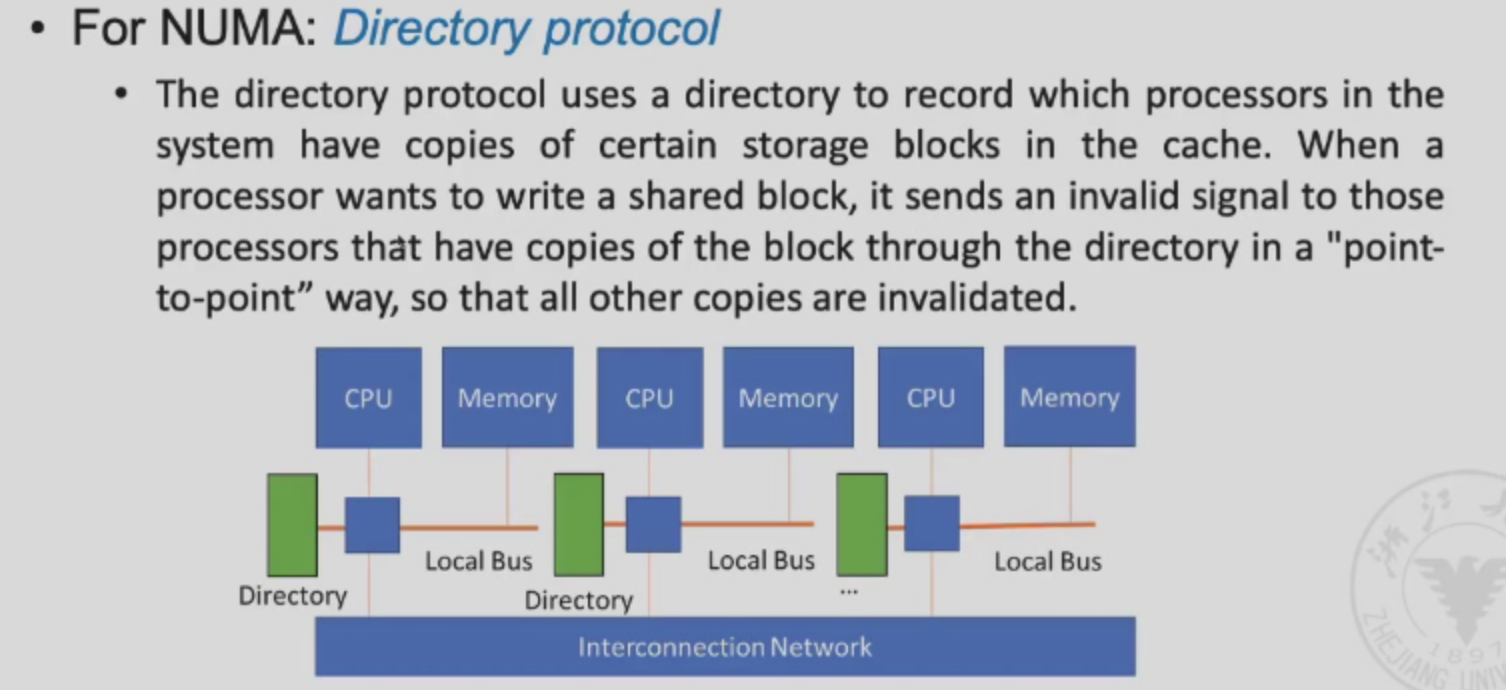 • For NUMA: Directory protocol
• The directory protocol uses a directory to record which processors in the
system have copies of certain storage blocks in the cache. When a
processor wants to write a shared block, it sends an invalid signal to those
processors that have copies of the block through the directory in a "point-
to-point” way, so that all other copies are invalidated.
CPU Memory CPU Memory CPU Memory
Local Bus Local Bus Local Bus
Directory Directory ...
Interconnection Network
1897
ZHEJIANG UNIV